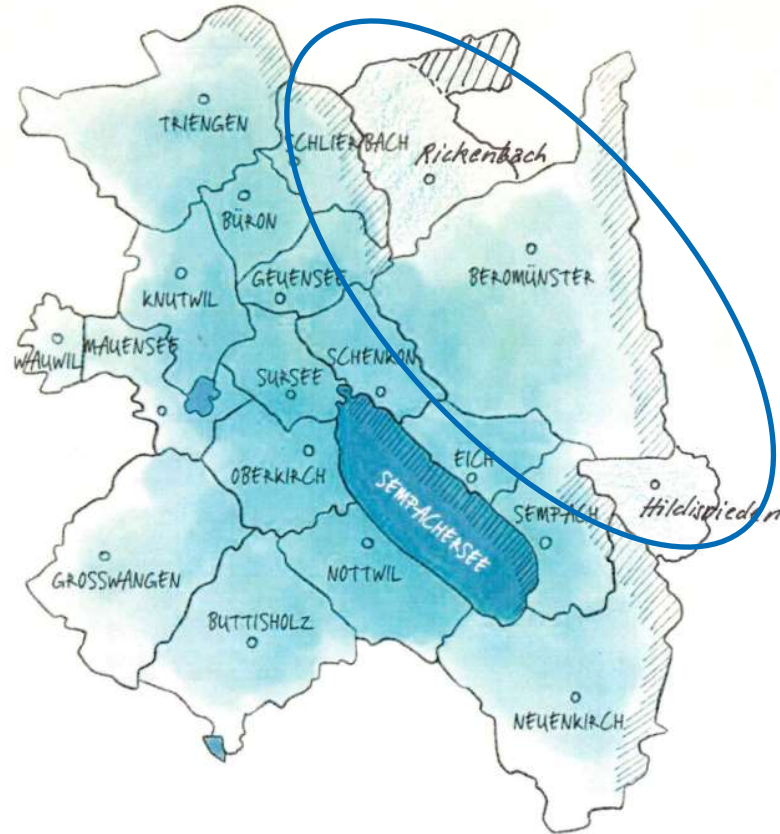 TRIENGEN
SCHLIERBACH
Rickenbach
BÜRON
GEUENSEE
BEROMÜNSTER
KNUTWIL
WAUWIL
MAUENSEE
SCHENKON
SURSEE
EICH
OBERKIRCH
SEMPACHERSEE
SEMPACH
Hildisrieden
GROSSWANGEN
NOTTWIL
BUTTISHOLZ
NEUENKIRCH